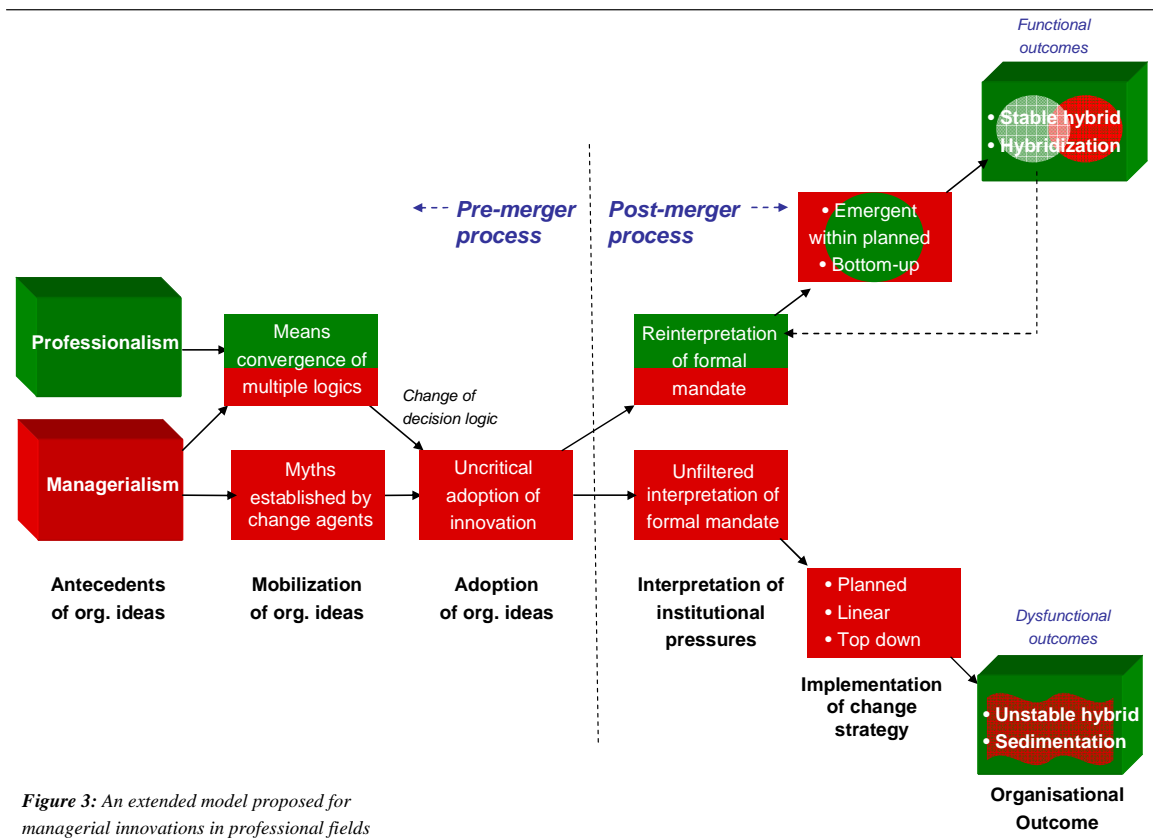 Functional
outcomes
• Stable hybrid
• Hybridization
Pre-merger
process
Post-merger
process
• Emergent
within planned
• Bottom-up
Professionalism
Means
convergence of
multiple logics
Reinterpretation
of formal
mandate
Change of
decision logic
Managerialism
Myths
established by
change agents
Uncritical
adoption of
innovation
Unfiltered
interpretation of
formal mandate
Antecedents
of org. ideas
Mobilization
of org. ideas
Adoption
of org. ideas
Interpretation of
institutional
pressures
• Planned
• Linear
• Top down
Implementation
of change
strategy
Dysfunctional
outcomes
• Unstable hybrid
• Sedimentation
Organisational
Outcome
Figure 3: An extended model proposed for
managerial innovations in professional fields